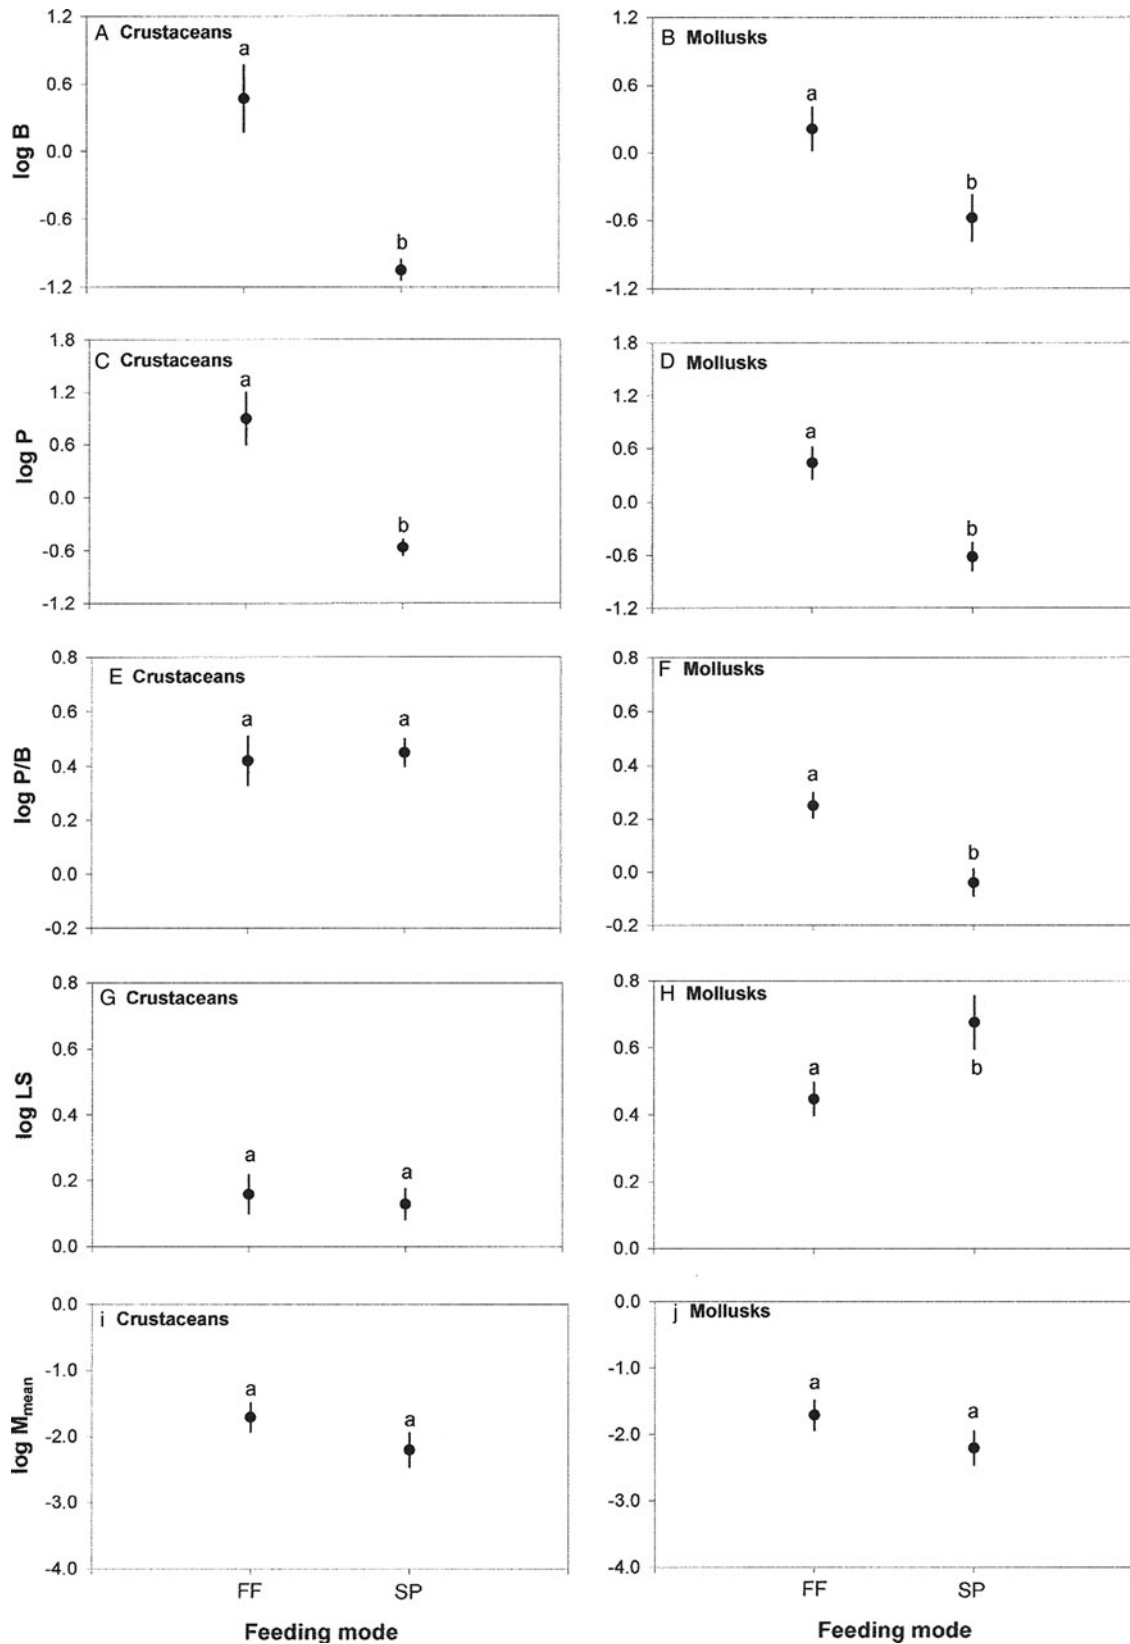 A Crustaceans
1.2
a
0.6
0.0
-0.6
b
-1.2
log B
B Mollusks
1.2
a
0.6
0.0
b
-0.6
-1.2
C Crustaceans
1.8
a
1.2
0.6
0.0
b
-0.6
-1.2
log P
D Mollusks
1.8
1.2
a
0.6
0.0
b
-0.6
-1.2
E Crustaceans
0.8
0.6
a a
0.4
0.2
0.0
-0.2
log P/B
F Mollusks
0.8
0.6
0.4
a
0.2
b
0.0
-0.2
G Crustaceans
0.8
0.6
0.4
a a
0.2
0.0
log LS
H Mollusks
0.8
0.6
a b
0.4
0.2
0.0
i Crustaceans
0.0
-1.0
a a
-2.0
-3.0
-4.0
log Mmean
FF SP
Feeding mode
j Mollusks
0.0
-1.0
a a
-2.0
-3.0
-4.0
FF SP
Feeding mode